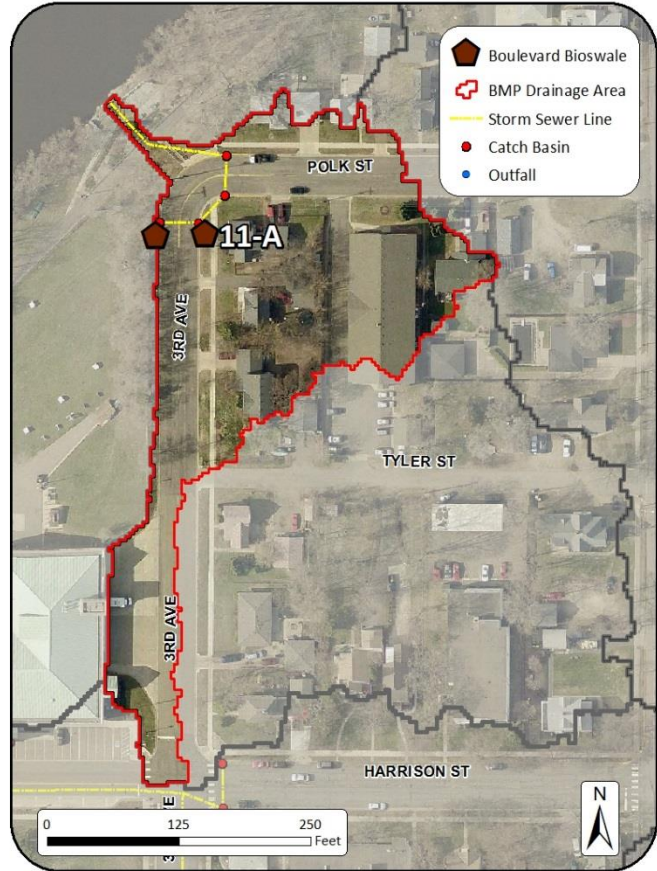 Boulevard Bioswale
BMP Drainage Area
Storm Sewer Line
Catch Basin
Outfall
POLK ST
11-A
3RD AVE
TYLER ST
3RD AVE
HARRISON ST
0 125 250
Feet
N